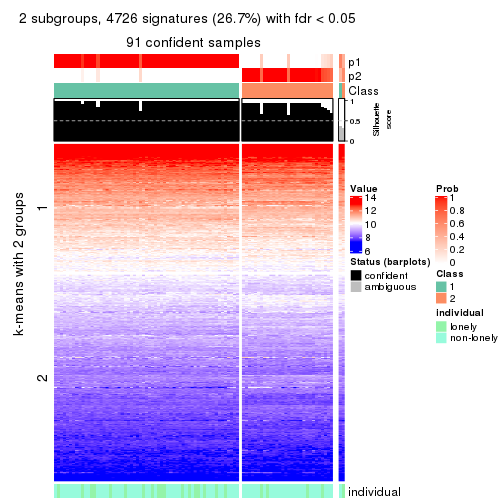 2 subgroups, 4726 signatures (26.7%) with fdr < 0.05
91 confident samples
p1
p2
Class
1
0.5
0
Silhouette
score
k-means with 2 groups
1
2
individual
Value
14
12
10
8
6
Status (barplots)
confident
ambiguous
Prob
1
0.8
0.6
0.4
0.2
0
Class
1
2
individual
lonely
non-lonely